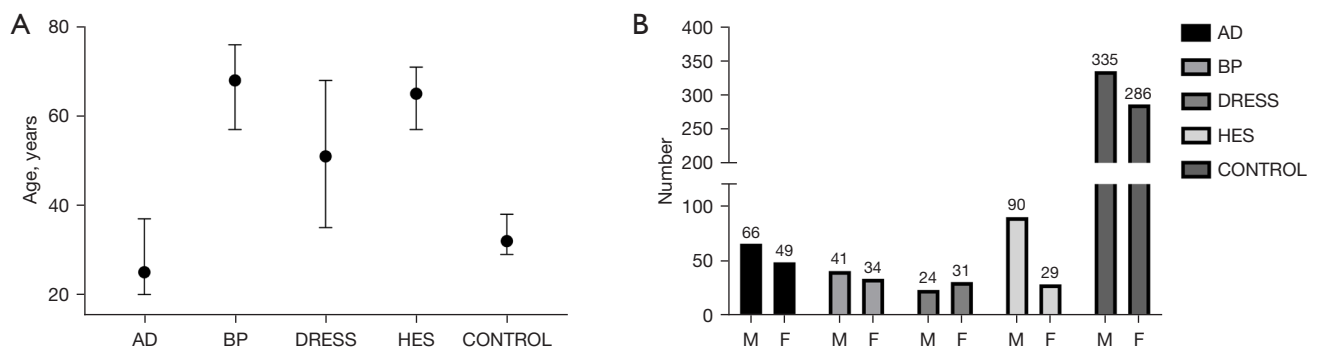 A
Age, years
80
60
40
20
AD BP DRESS HES CONTROL
B
Number
400
350
300
250
200
100
50
0
66 49 41 34 24 31 90 29 335 286
M F M F M F M F M F
AD
BP
DRESS
HES
CONTROL